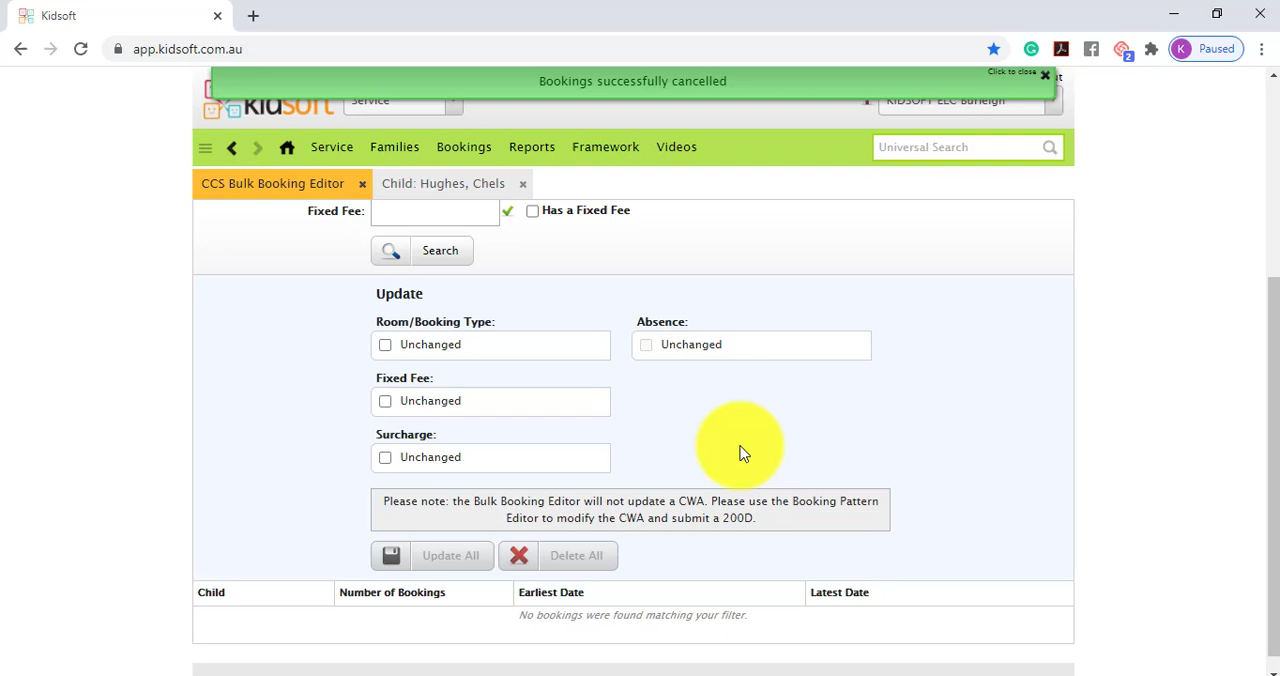 Kidsoft
Paused
app.kidsoft.com.au
2
K
Bookings successfully cancelled
Click to close
kidsoft
Service
KIDSOFT ELC Burleigh
Service
Families
Bookings
Reports
Framework
Videos
Universal Search
CCS Bulk Booking Editor
Child: Hughes, Chels
Fixed Fee:
Has a Fixed Fee
Search
Update
Room/Booking Type:
Absence:
Unchanged
Unchanged
Fixed Fee:
Unchanged
Surcharge:
Unchanged
Please note: the Bulk Booking Editor will not update a CWA. Please use the Booking Pattern
Editor to modify the CWA and submit a 200D.
Update All
Delete All
Child
Number of Bookings
Earliest Date
Latest Date
No bookings were found matching your filter.